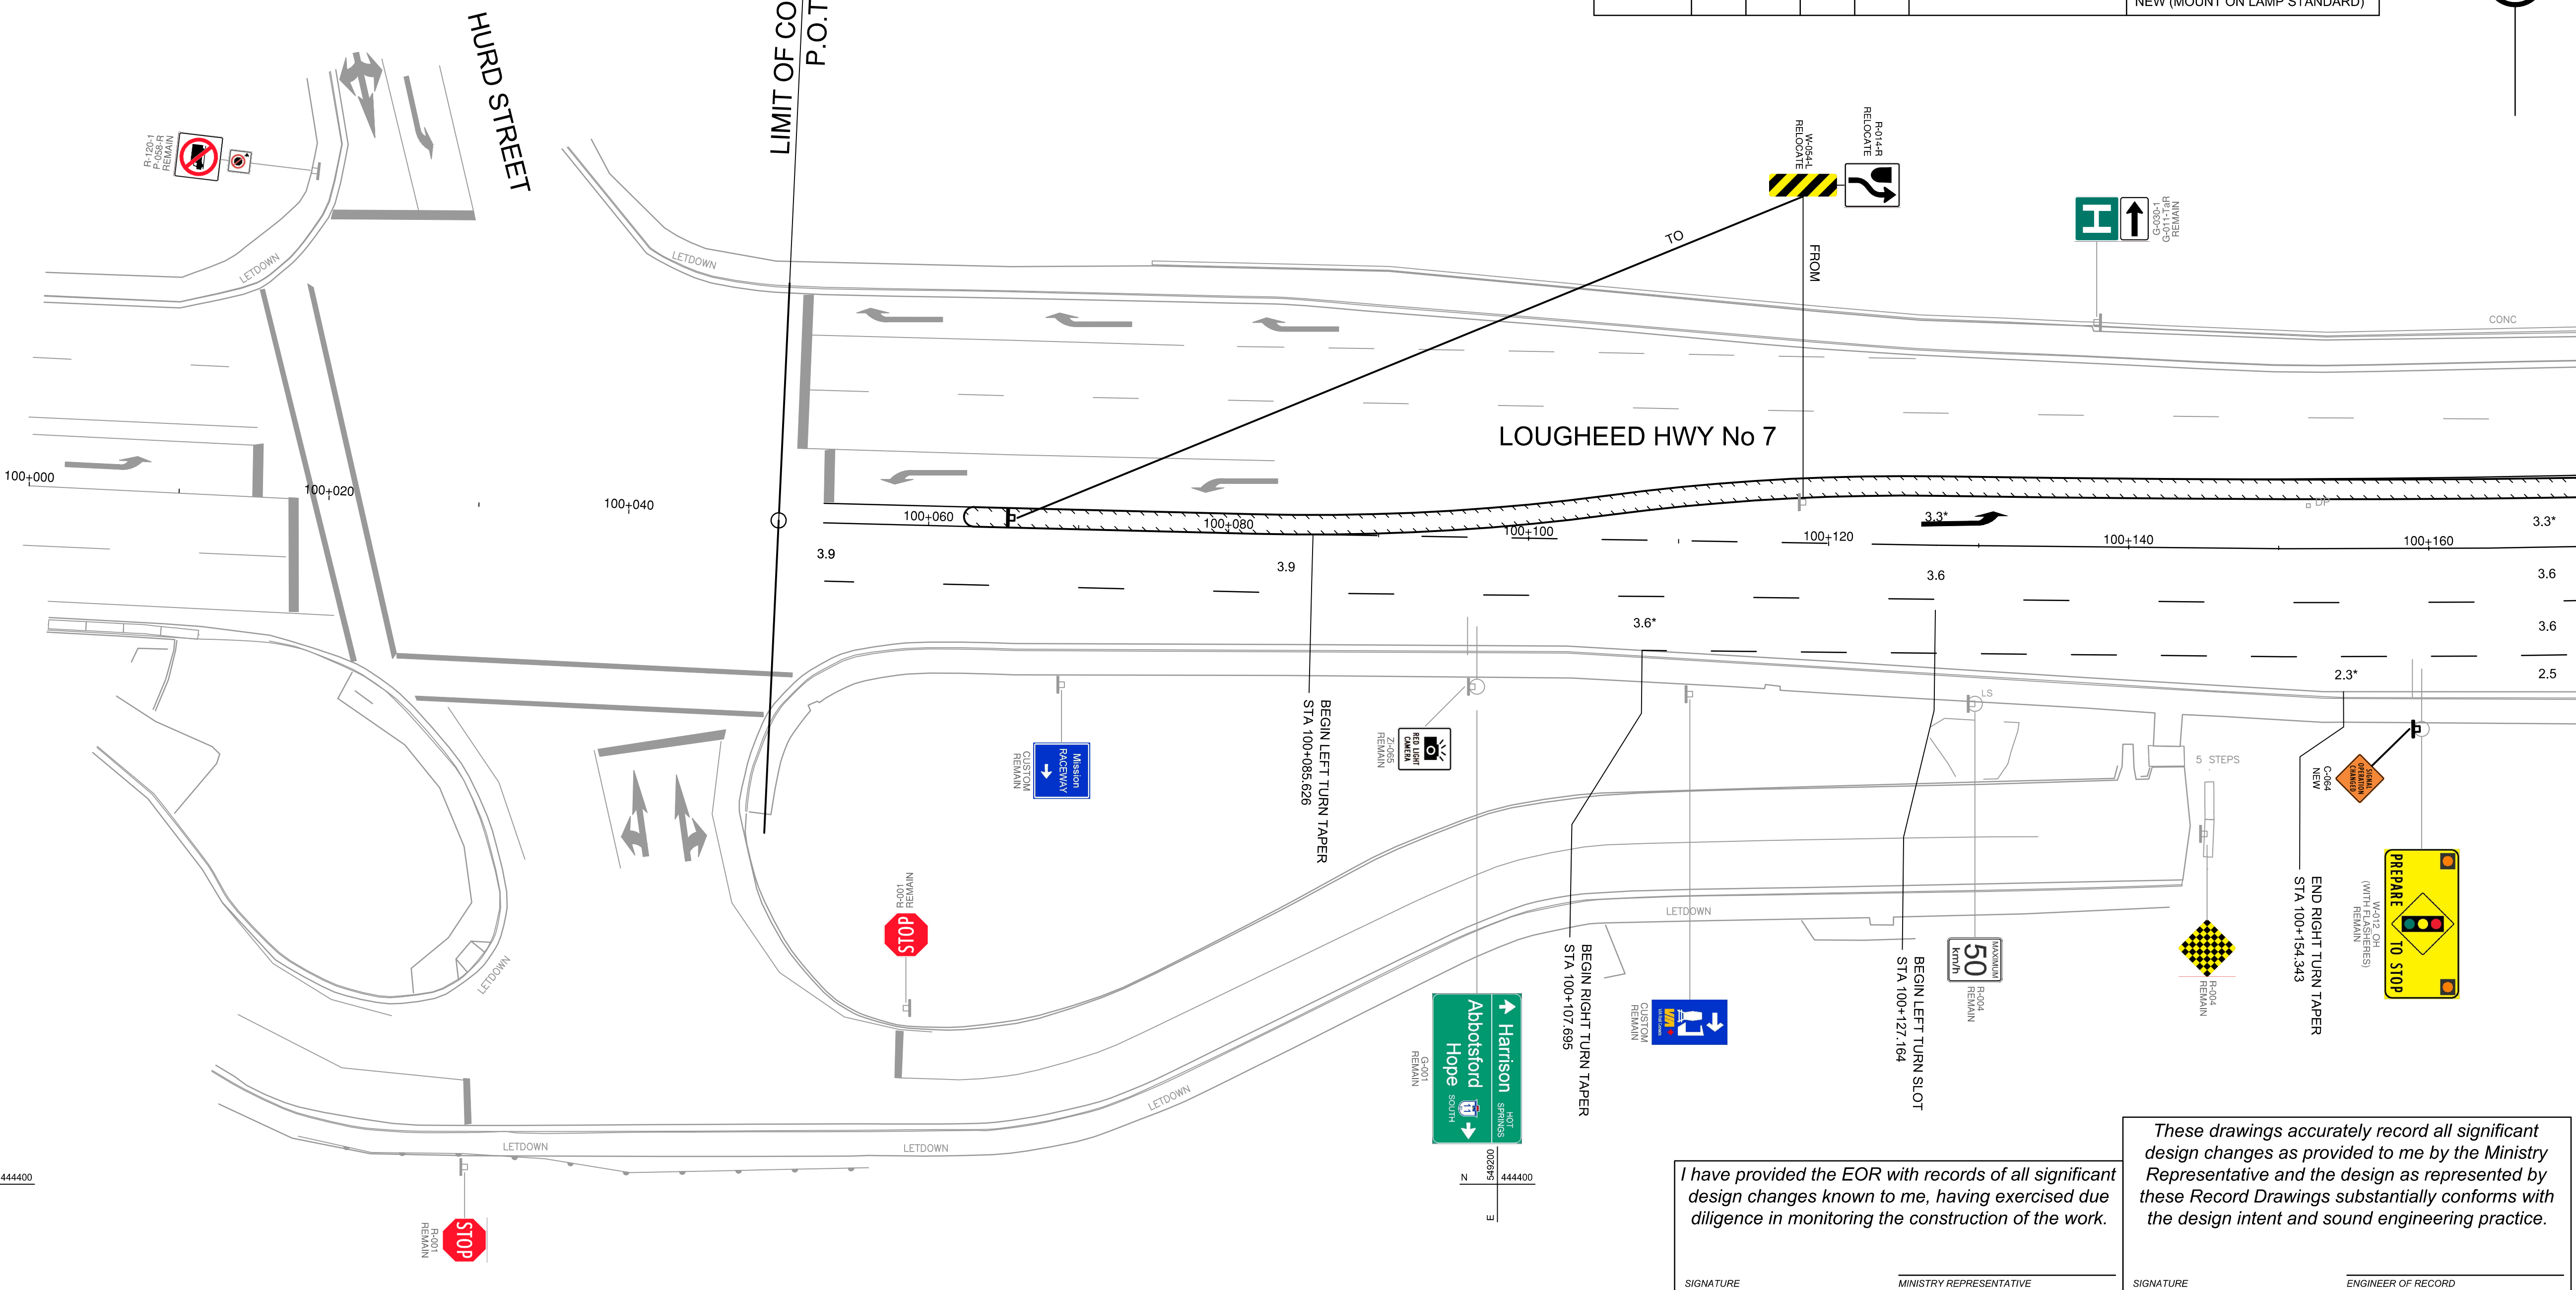 NEW (MOUNT ON LAMP STANDARD)
HURD STREET
LIMIT OF CO
P.O.T
R-120-1
P-058-R
REMAIN
W-054-L
RELOCATE
R-014-R
RELOCATE
TO
FROM
H
G-030-1
G-011-1TaR
REMAIN
LETDOWN
LETDOWN
CONC
LOUGHEED HWY No 7
100+000
100+020
100+040
100+060
100+080
100+100
100+120
100+140
100+160
3.3*
DP
3.3*
3.9
3.9
3.6
3.6
3.6*
3.6
2.3*
2.5
BEGIN LEFT TURN TAPER
STA 100+085.626
Mission
RACEWAY
CUSTOM
REMAIN
RED LIGHT
CAMERA
Zi-065
REMAIN
LS
5 STEPS
SIGNAL
OPERATION
CHANGED
C-064
NEW
R-001
REMAIN
STOP
LETDOWN
LETDOWN
BEGIN RIGHT TURN TAPER
STA 100+107.695
BEGIN LEFT TURN SLOT
STA 100+127.164
MAXIMUM
50
km/h
R-004
REMAIN
R-004
REMAIN
END RIGHT TURN TAPER
STA 100+154.343
PREPARE TO STOP
W-012 OH
(WITH FLASHERS)
REMAIN
Harrison HOT SPRINGS
Abbotsford
Hope 11 SOUTH
G-001
REMAIN
VIA
CUSTOM
REMAIN
LETDOWN
LETDOWN
LETDOWN
444400
N
5449200
444400
E
STOP
R-001
REMAIN
I have provided the EOR with records of all significant
design changes known to me, having exercised due
diligence in monitoring the construction of the work.
SIGNATURE
MINISTRY REPRESENTATIVE
These drawings accurately record all significant
design changes as provided to me by the Ministry
Representative and the design as represented by
these Record Drawings substantially conforms with
the design intent and sound engineering practice.
SIGNATURE
ENGINEER OF RECORD